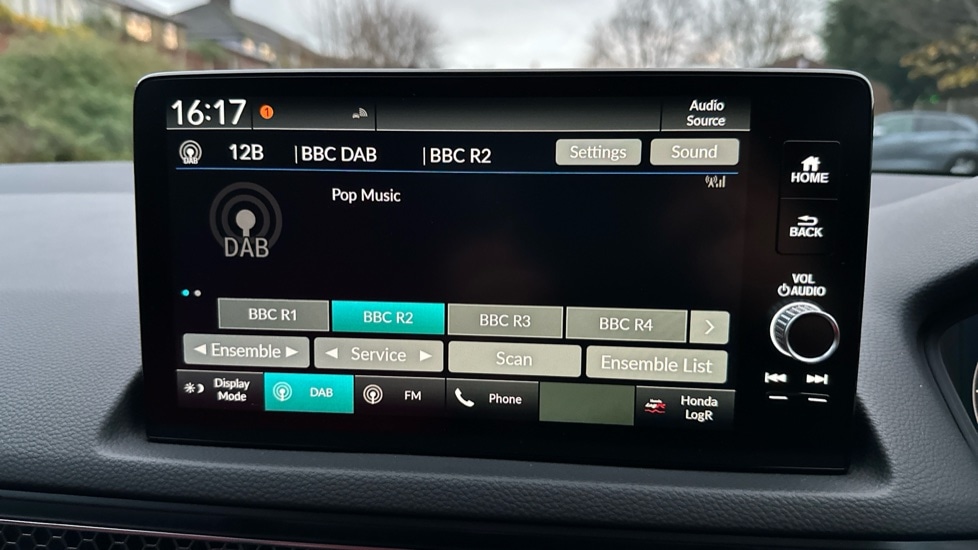 16:17 1 Audio Source
DAB 12B |BBC DAB |BBC R2 Settings Sound
Pop Music
DAB
BBC R1 BBC R2 BBC R3 BBC R4
Ensemble Service Scan Ensemble List
Display Mode DAB FM Phone Honda LogR
HOME
BACK
VOL
AUDIO